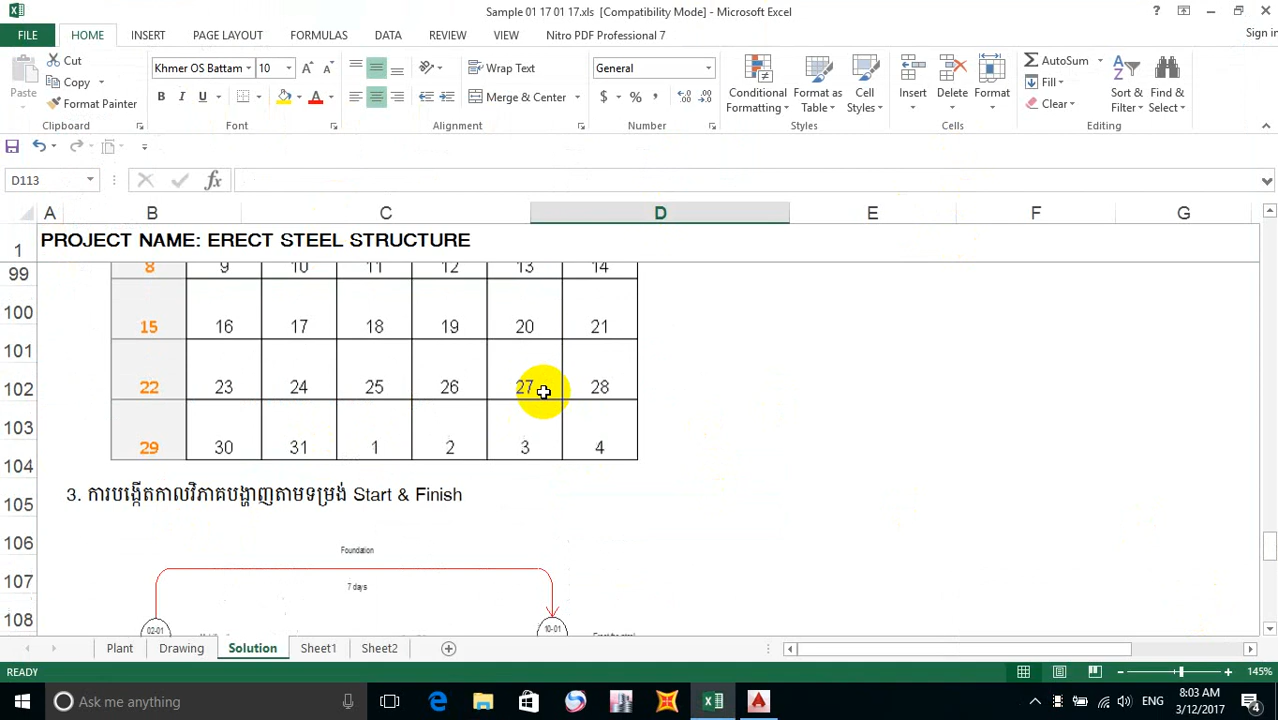 Sample 01 17 01 17.xls [Compatibility Mode] - Microsoft Excel
FILE HOME INSERT PAGE LAYOUT FORMULAS DATA REVIEW VIEW Nitro PDF Professional 7 Sign in
Cut
Copy
Format Painter
Paste
Clipboard
Khmer OS Battam 10
B I U A
Font
Wrap Text
Merge & Center
Alignment
General
$ % ,
Number
Conditional Formatting
Format as Table
Cell Styles
Styles
Insert Delete Format
Cells
AutoSum
Fill
Clear
Sort & Filter
Find & Select
Editing
D113 fx
A B C D E F G
1 PROJECT NAME: ERECT STEEL STRUCTURE
99 8 9 10 11 12 13 14
100 15 16 17 18 19 20 21
101
102 22 23 24 25 26 27 28
103 29 30 31 1 2 3 4
104
105 3. ការបង្កើតកាលវិភាគបង្ហាញតាមទម្រង់ Start & Finish
106 Foundation
107 7 days
108 02-01 10-01
Plant Drawing Solution Sheet1 Sheet2
READY 145%
Ask me anything
ENG
8:03 AM
3/12/2017
4